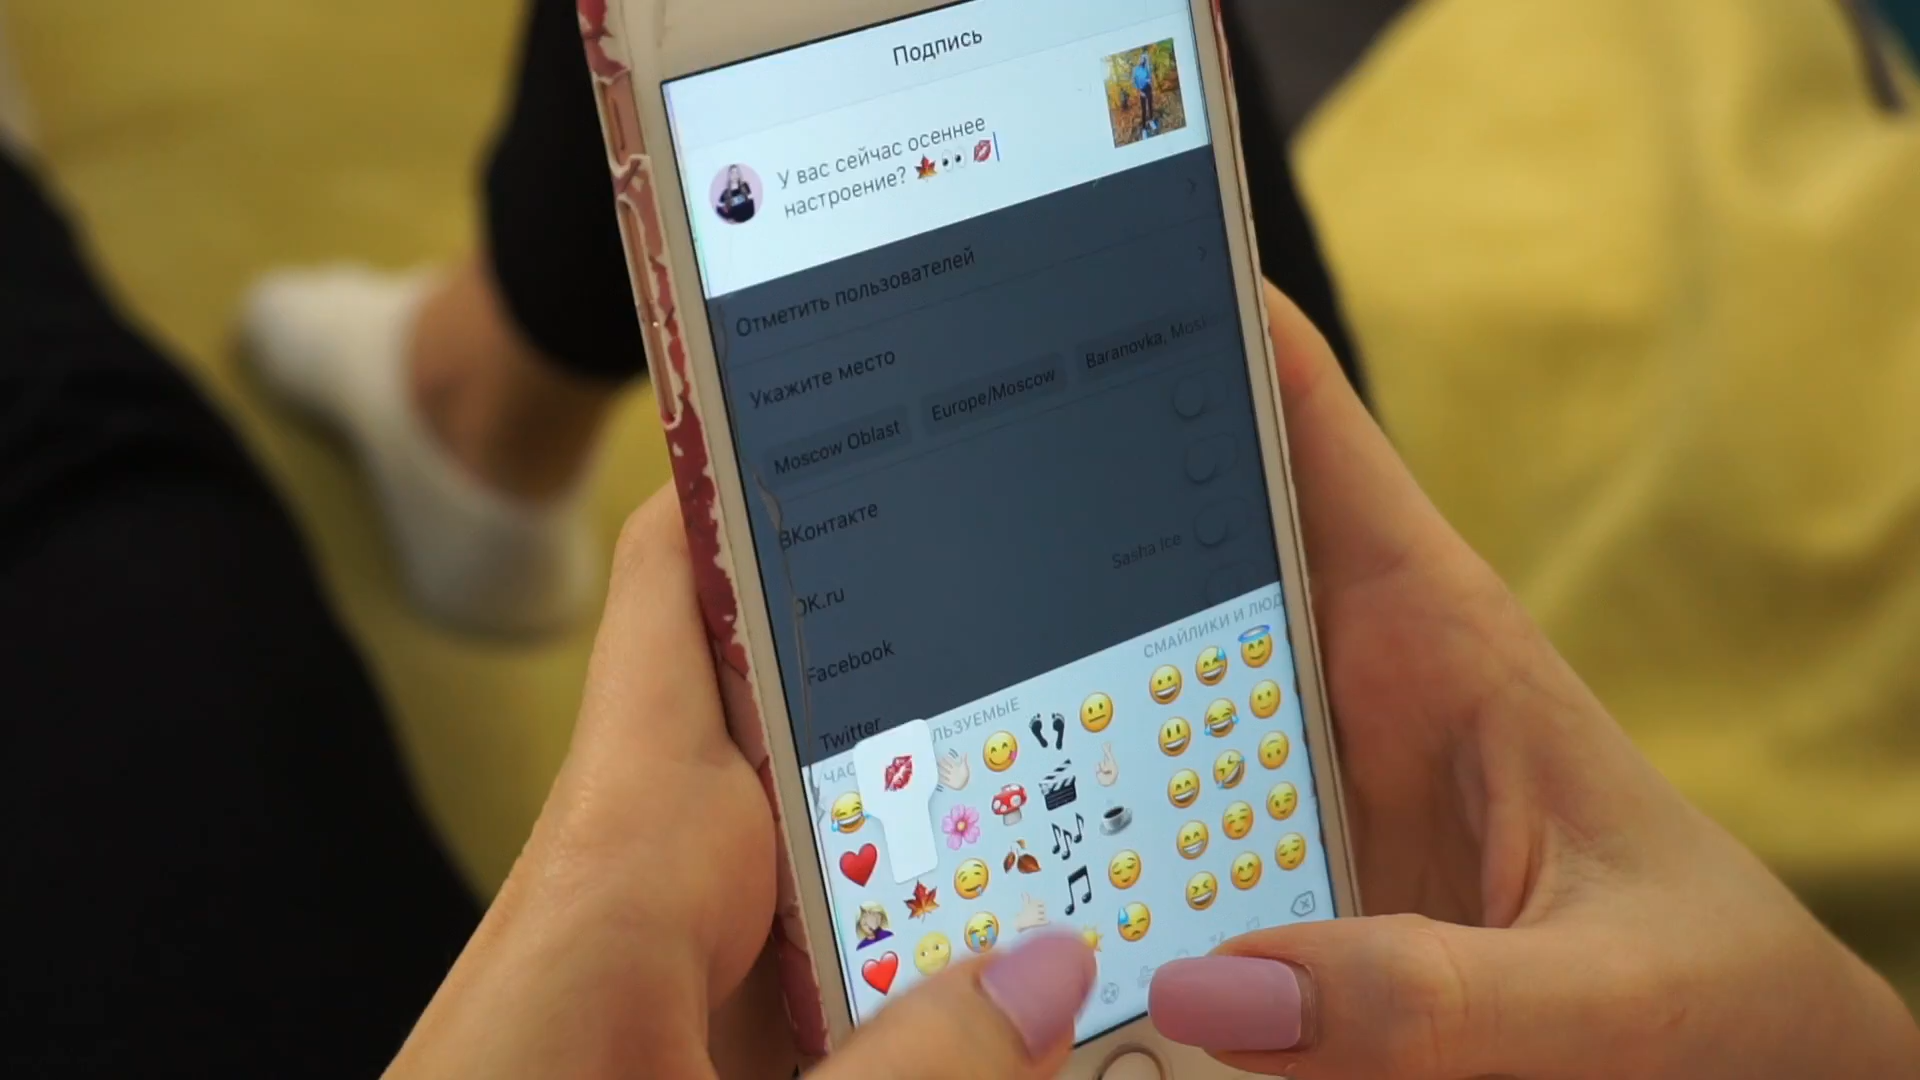 Подпись
У вас сейчас осеннее
настроение? 🍁👀💋
Отметить пользователей
Укажите место
Moscow Oblast Europe/Moscow Baranovka,
ВКонтакте
OK.ru
Sasha Ice
Facebook
Twitter
СМАЙЛИКИ И ЛЮД
ЧАС ЛЬЗУЕМЫЕ